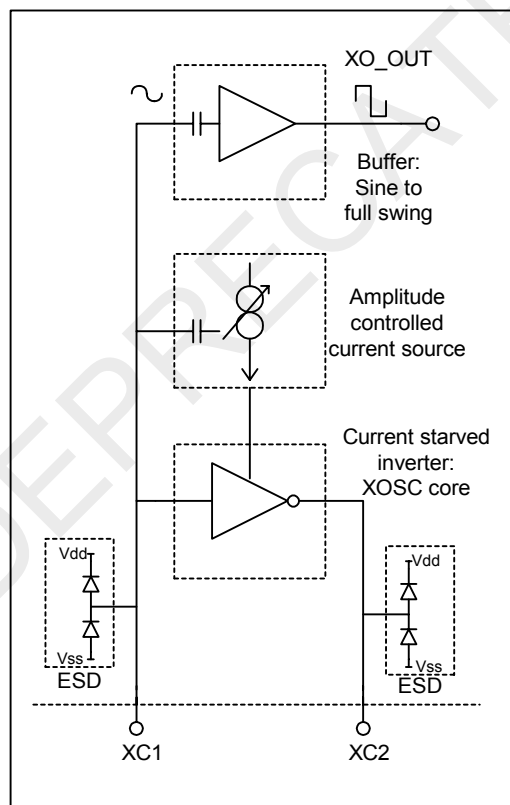 XO_OUT
Buffer:
Sine to
full swing
Amplitude
controlled
current source
Current starved
inverter:
XOSC core
Vdd
Vss
ESD
Vdd
Vss
ESD
XC1
XC2
DEPRECATE